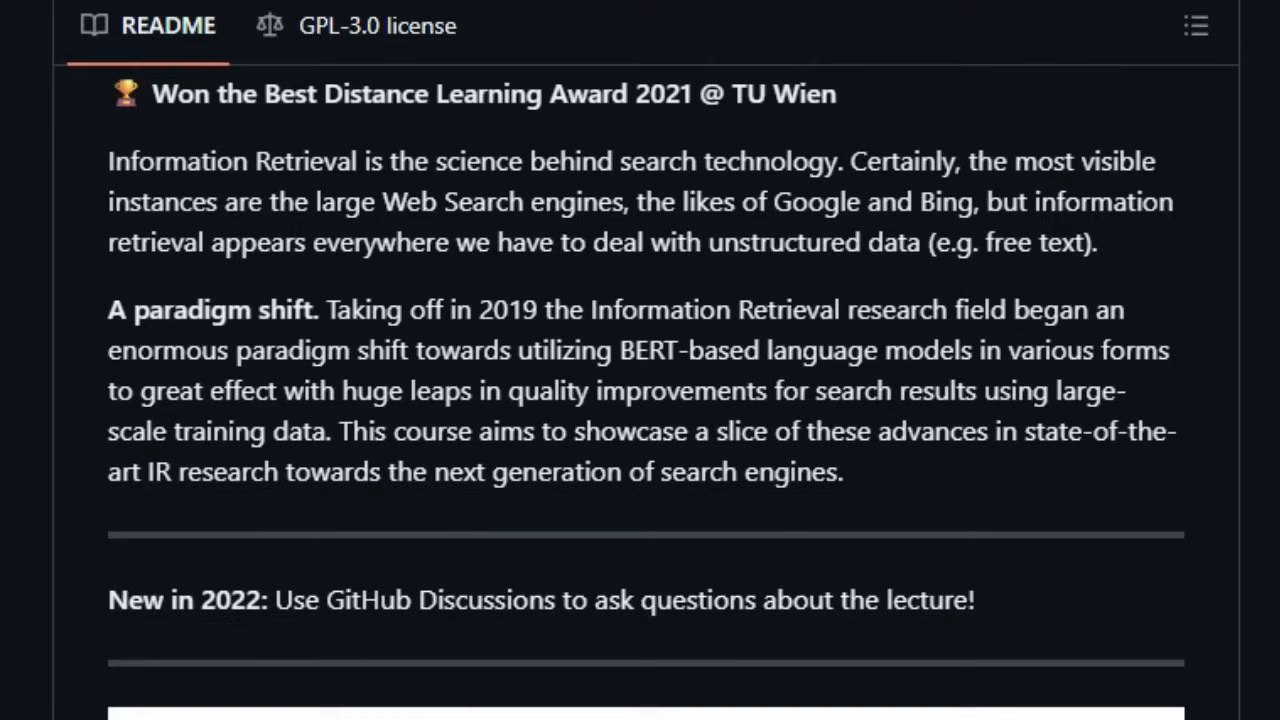 README GPL-3.0 license
🏆 Won the Best Distance Learning Award 2021 @ TU Wien
Information Retrieval is the science behind search technology. Certainly, the most visible
instances are the large Web Search engines, the likes of Google and Bing, but information
retrieval appears everywhere we have to deal with unstructured data (e.g. free text).
A paradigm shift. Taking off in 2019 the Information Retrieval research field began an
enormous paradigm shift towards utilizing BERT-based language models in various forms
to great effect with huge leaps in quality improvements for search results using large-
scale training data. This course aims to showcase a slice of these advances in state-of-the-
art IR research towards the next generation of search engines.
New in 2022: Use GitHub Discussions to ask questions about the lecture!